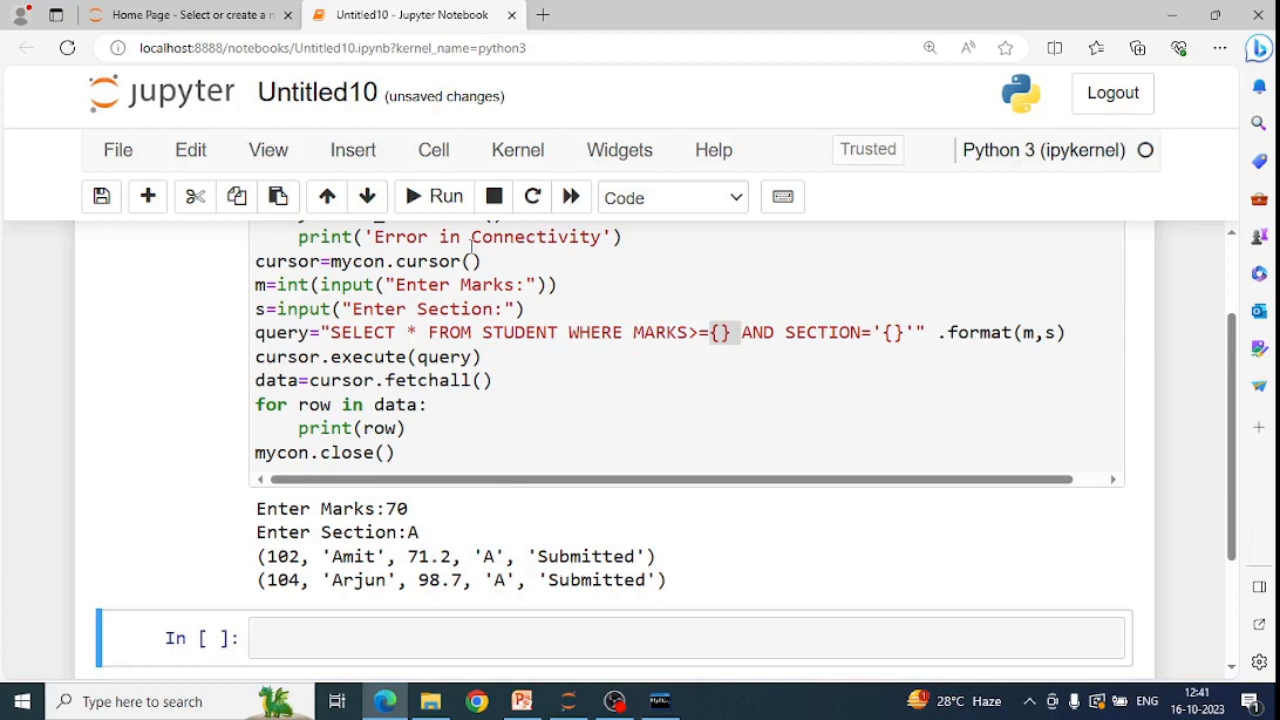 Home Page - Select or create a n
Untitled10 - Jupyter Notebook
localhost:8888/notebooks/Untitled10.ipynb?kernel_name=python3
jupyter Untitled10 (unsaved changes)
Logout
File Edit View Insert Cell Kernel Widgets Help Trusted Python 3 (ipykernel)
Run Code
print('Error in Connectivity')
cursor=mycon.cursor()
m=int(input("Enter Marks:"))
s=input("Enter Section:")
query="SELECT * FROM STUDENT WHERE MARKS>={} AND SECTION='{}'" .format(m,s)
cursor.execute(query)
data=cursor.fetchall()
for row in data:
print(row)
mycon.close()
Enter Marks:70
Enter Section:A
(102, 'Amit', 71.2, 'A', 'Submitted')
(104, 'Arjun', 98.7, 'A', 'Submitted')
In [ ]:
Type here to search
28°C Haze
ENG
12:41
16-10-2023